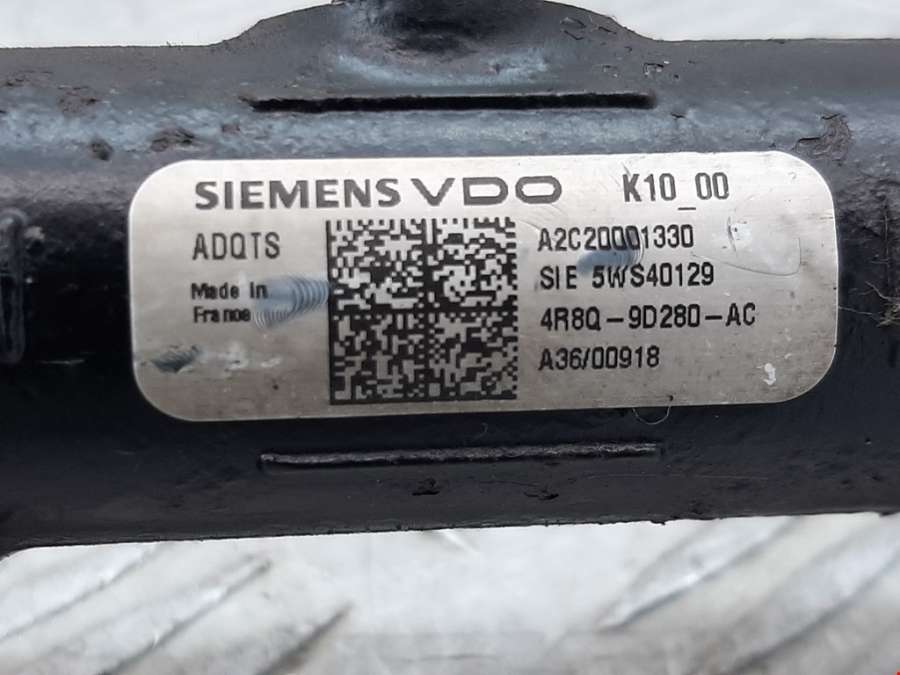 SIEMENS VDO K10_00
ADQTS
Made In
France
A2C20001330
SIE 5WS40129
4R8Q-9D280-AC
A36/00918